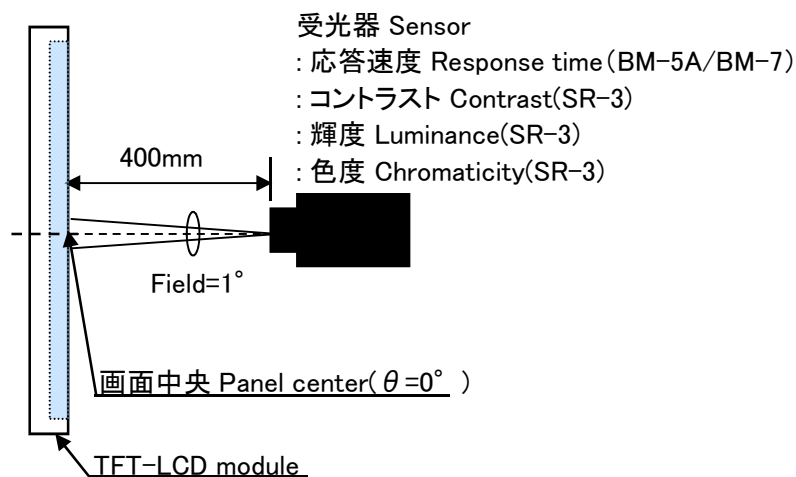 受光器 Sensor
: 応答速度 Response time(BM-5A/BM-7)
: コントラスト Contrast(SR-3)
: 輝度 Luminance(SR-3)
: 色度 Chromaticity(SR-3)
400mm
Field=1°
画面中央 Panel center(θ=0° )
TFT-LCD module